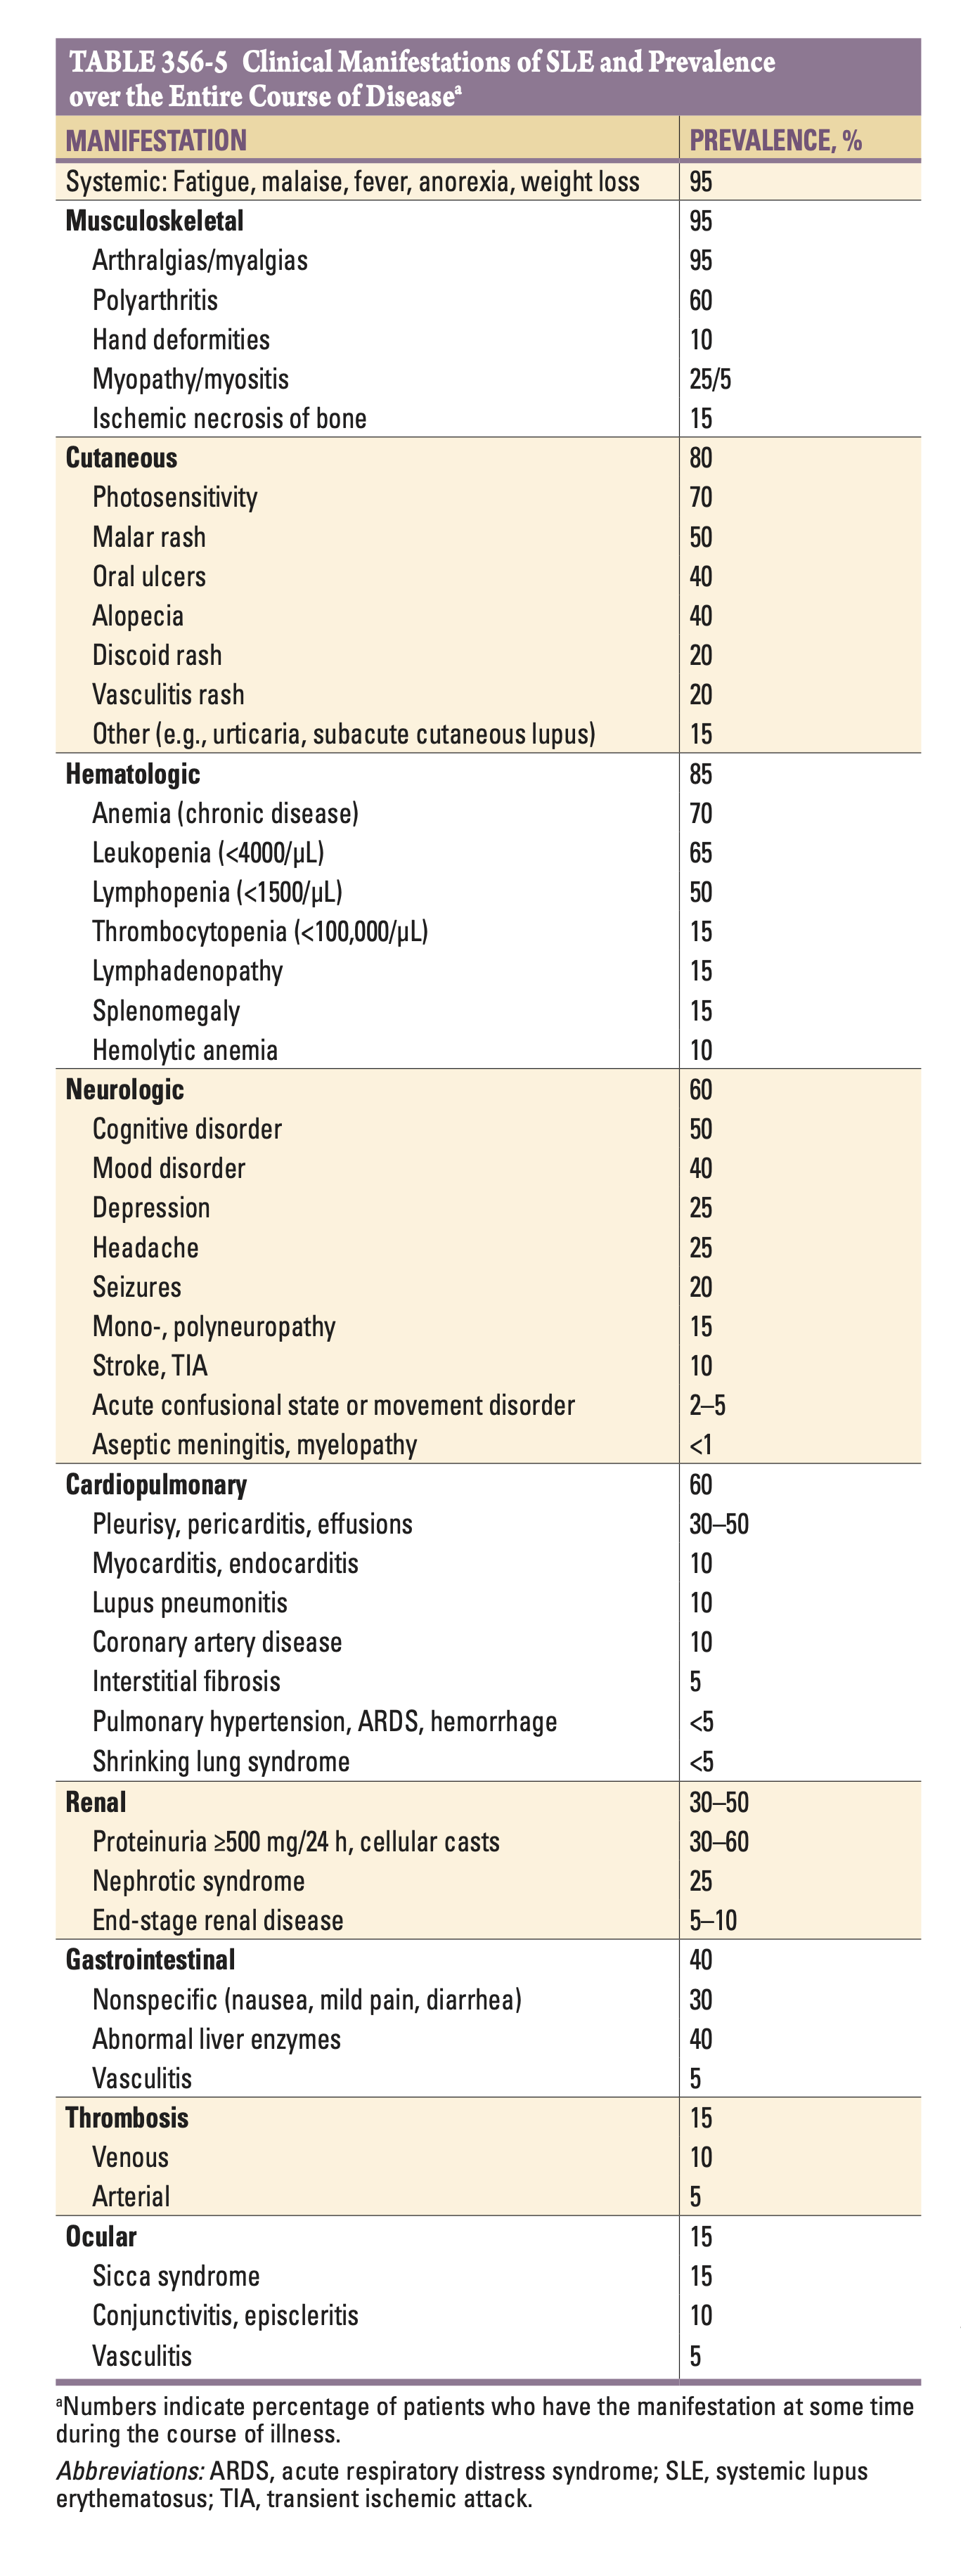 TABLE 356-5 Clinical Manifestations of SLE and Prevalence
over the Entire Course of Diseaseᵃ
MANIFESTATION PREVALENCE, %
Systemic: Fatigue, malaise, fever, anorexia, weight loss 95
Musculoskeletal 95
Arthralgias/myalgias 95
Polyarthritis 60
Hand deformities 10
Myopathy/myositis 25/5
Ischemic necrosis of bone 15
Cutaneous 80
Photosensitivity 70
Malar rash 50
Oral ulcers 40
Alopecia 40
Discoid rash 20
Vasculitis rash 20
Other (e.g., urticaria, subacute cutaneous lupus) 15
Hematologic 85
Anemia (chronic disease) 70
Leukopenia (<4000/μL) 65
Lymphopenia (<1500/μL) 50
Thrombocytopenia (<100,000/μL) 15
Lymphadenopathy 15
Splenomegaly 15
Hemolytic anemia 10
Neurologic 60
Cognitive disorder 50
Mood disorder 40
Depression 25
Headache 25
Seizures 20
Mono-, polyneuropathy 15
Stroke, TIA 10
Acute confusional state or movement disorder 2–5
Aseptic meningitis, myelopathy <1
Cardiopulmonary 60
Pleurisy, pericarditis, effusions 30–50
Myocarditis, endocarditis 10
Lupus pneumonitis 10
Coronary artery disease 10
Interstitial fibrosis 5
Pulmonary hypertension, ARDS, hemorrhage <5
Shrinking lung syndrome <5
Renal 30–50
Proteinuria ≥500 mg/24 h, cellular casts 30–60
Nephrotic syndrome 25
End-stage renal disease 5–10
Gastrointestinal 40
Nonspecific (nausea, mild pain, diarrhea) 30
Abnormal liver enzymes 40
Vasculitis 5
Thrombosis 15
Venous 10
Arterial 5
Ocular 15
Sicca syndrome 15
Conjunctivitis, episcleritis 10
Vasculitis 5
ᵃNumbers indicate percentage of patients who have the manifestation at some time
during the course of illness.
Abbreviations: ARDS, acute respiratory distress syndrome; SLE, systemic lupus
erythematosus; TIA, transient ischemic attack.